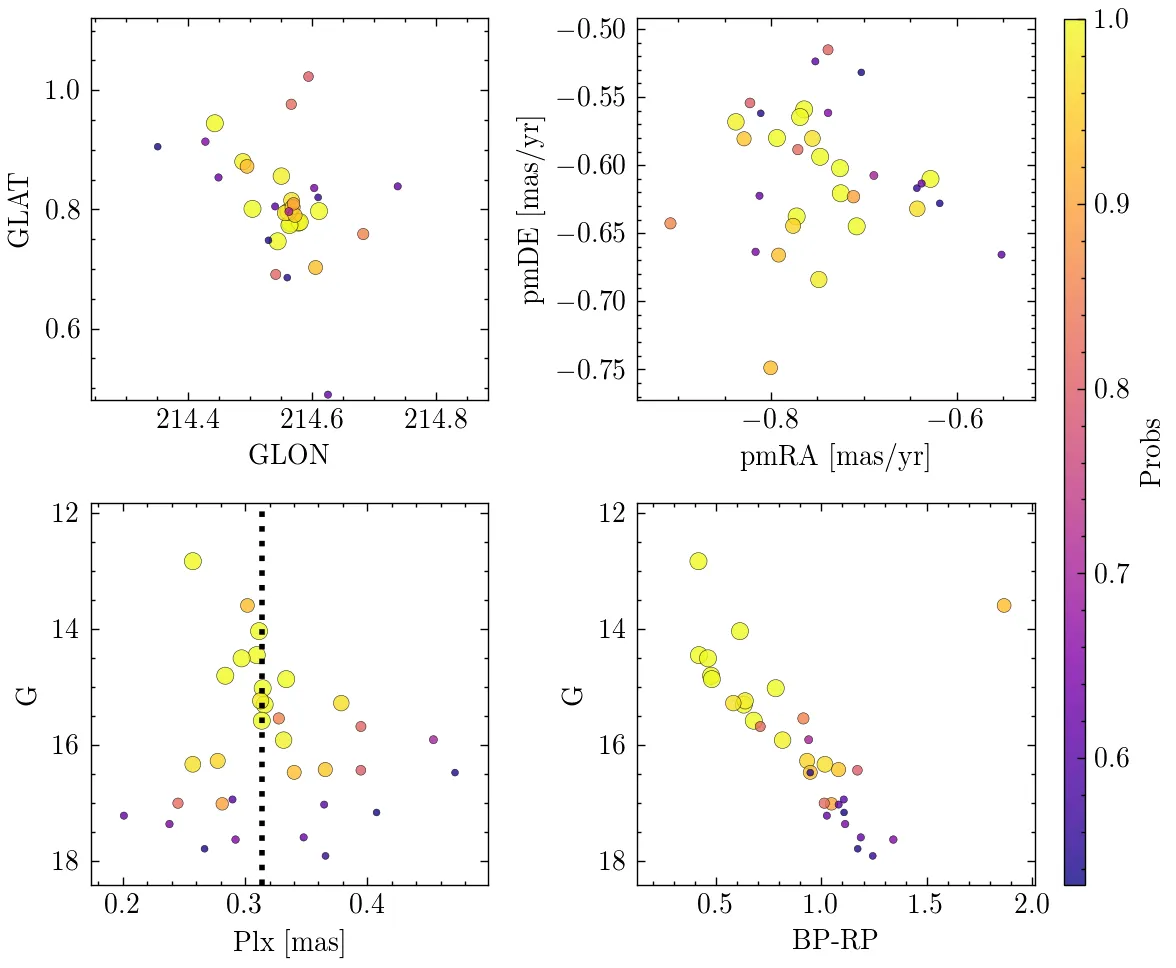 1.0
0.8
0.6
GLAT
214.4 214.6 214.8
GLON
−0.50
−0.55
−0.60
−0.65
−0.70
−0.75
pmDE [mas/yr]
−0.8 −0.6
pmRA [mas/yr]
12
14
16
18
G
0.2 0.3 0.4
Plx [mas]
12
14
16
18
G
0.5 1.0 1.5 2.0
BP-RP
1.0
0.9
0.8
0.7
0.6
Probs